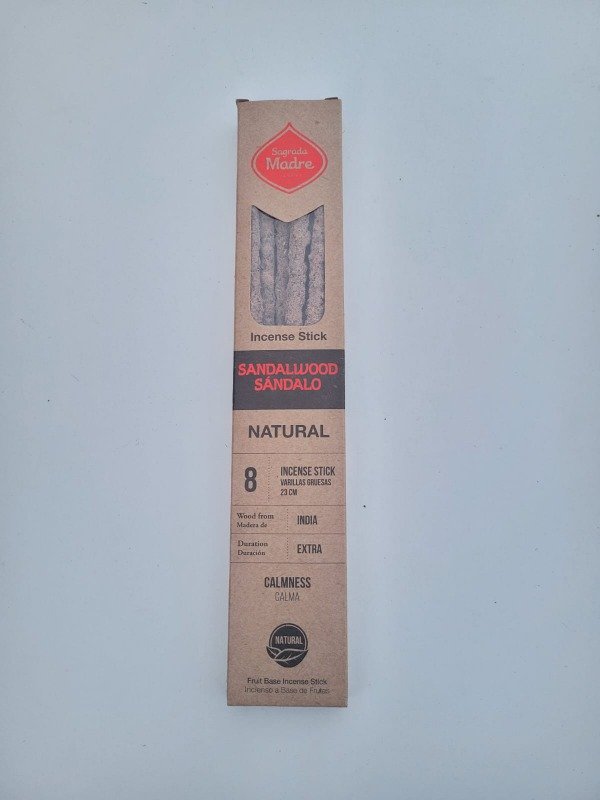 Sagrada
Madre
Incense Stick
SANDALWOOD
SÁNDALO
NATURAL
8
INCENSE STICK
VARILLAS GRUESAS
23 CM
Wood from
Madera de
INDIA
Duration
Duración
EXTRA
CALMNESS
CALMA
NATURAL
Fruit Base Incense Stick
Incienso a Base de Frutas